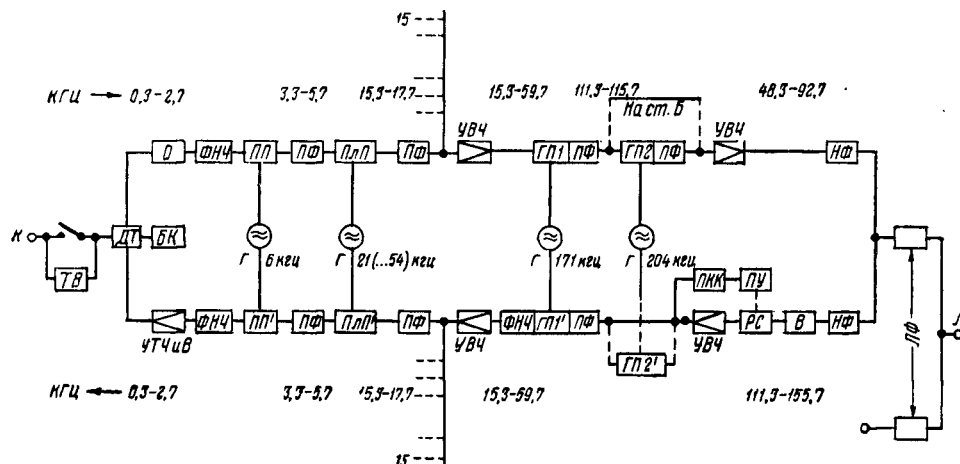 15
кГц → 0,3-2,7 3,3-5,7 15,3-17,7 15,3-59,7 111,3-115,7 48,3-92,7
На ст. Б
О ФНЧ ПП ПФ ПлП ПФ УВЧ ГП1 ПФ ГП2 ПФ УВЧ НФ
К ДТ БК
ТВ
Г 6 кГц Г 21(...54) кГц Г 171 кГц Г 204 кГц
ПКК ПУ
ЛФ
Л
УТЧ и В ФНЧ ПП' ПФ ПлП' ПФ УВЧ ФНЧ ГП1' ПФ УВЧ РС В НФ
ГП2'
кГц ← 0,3-2,7 3,3-5,7 15,3-17,7 15,3-59,7 111,3-155,7
15